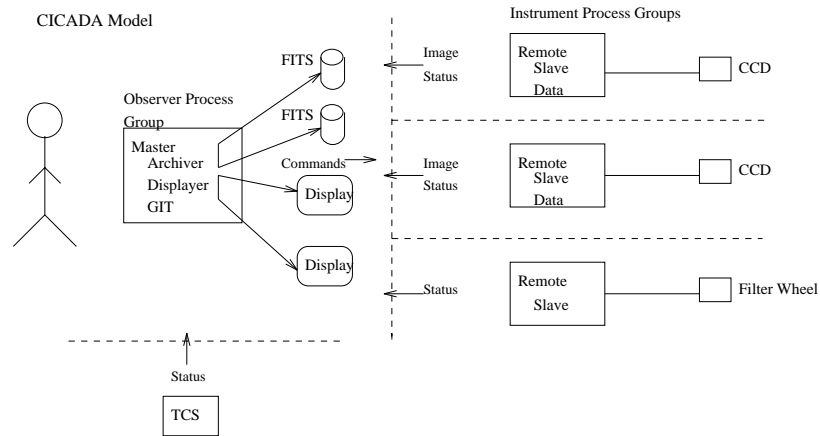 CICADA Model
Instrument Process Groups
FITS
Image
Status
Remote
Slave
Data
CCD
Observer Process
Group
FITS
Master
Archiver
Displayer
GIT
Commands
Display
Image
Status
Remote
Slave
Data
CCD
Display
Status
Remote
Slave
Filter Wheel
Status
TCS